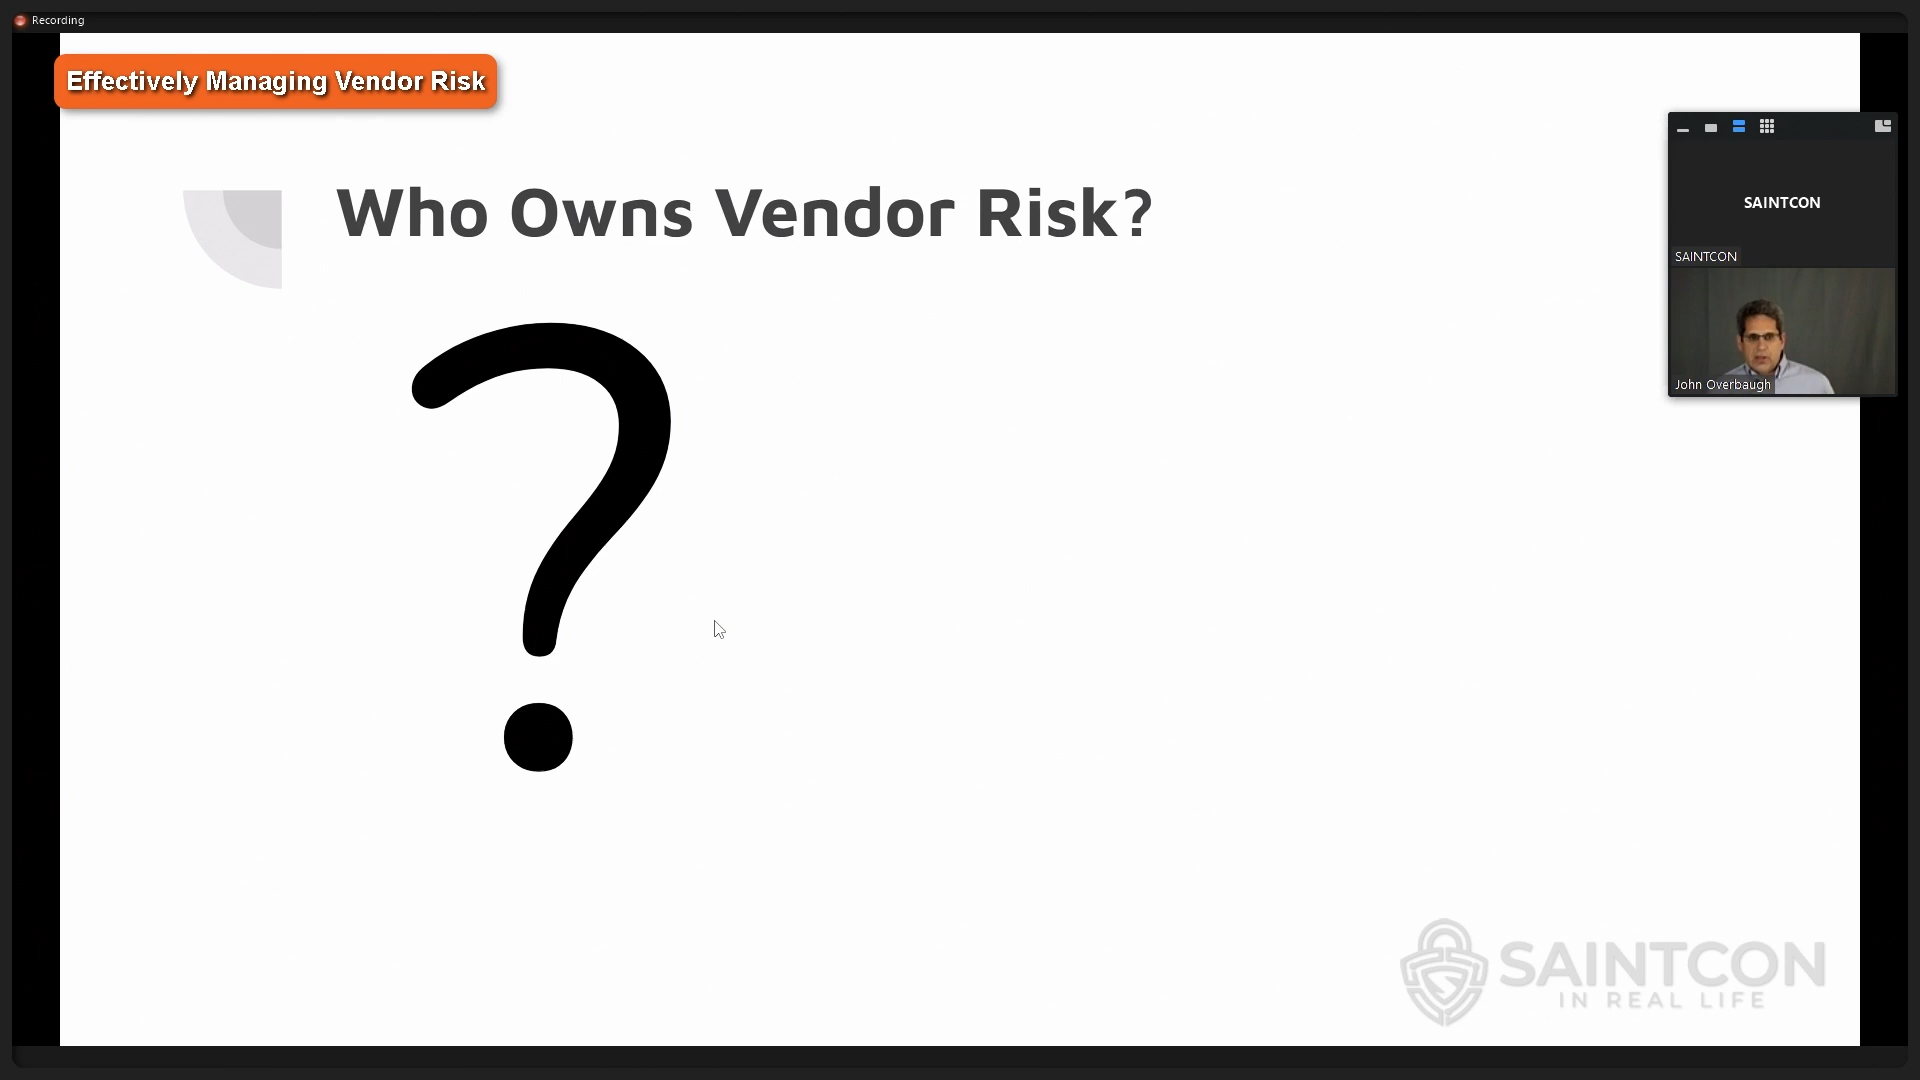 Recording
Effectively Managing Vendor Risk
Who Owns Vendor Risk?
?
SAINTCON
SAINTCON
John Overbaugh
SAINTCON
IN REAL LIFE